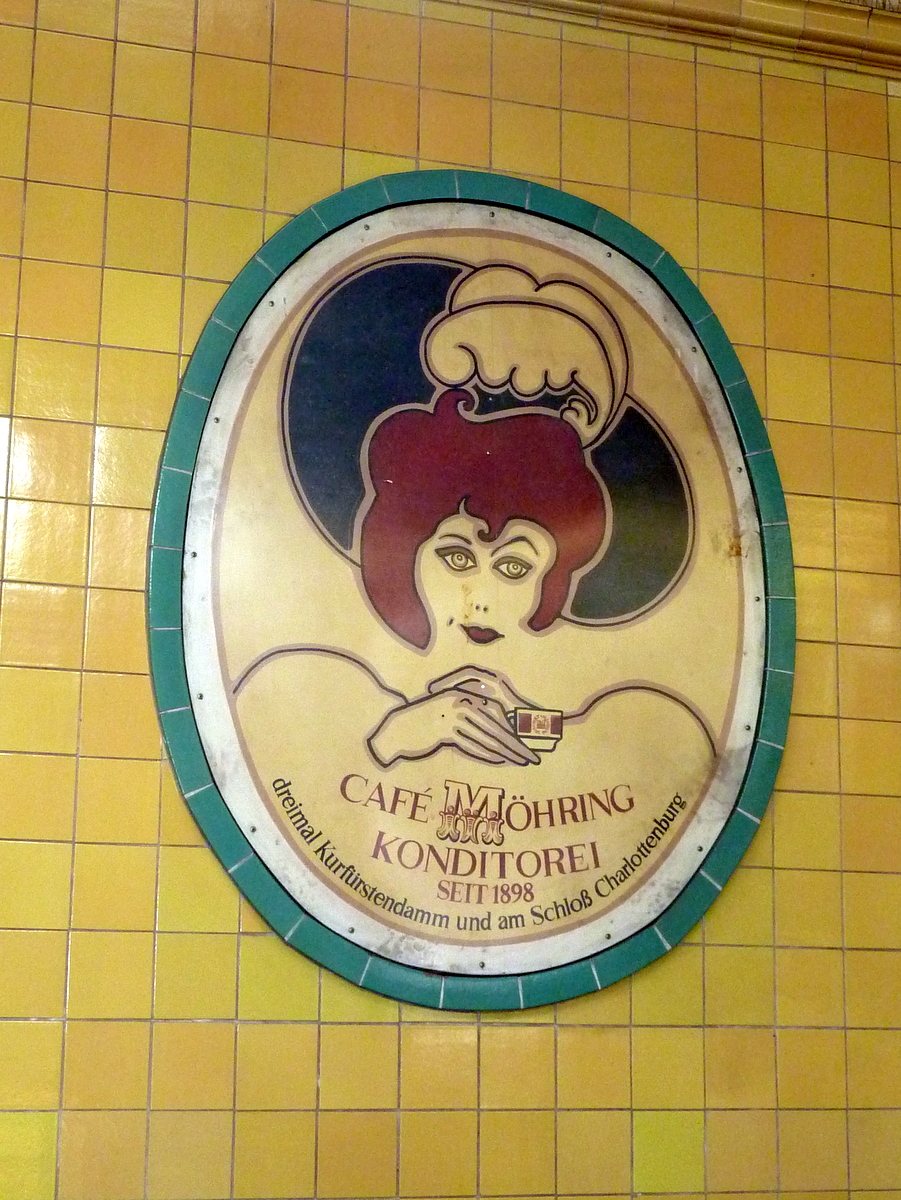 CAFÉ MÖHRING
KONDITOREI
SEIT 1898
dreimal Kurfürstendamm und am Schloß Charlottenburg